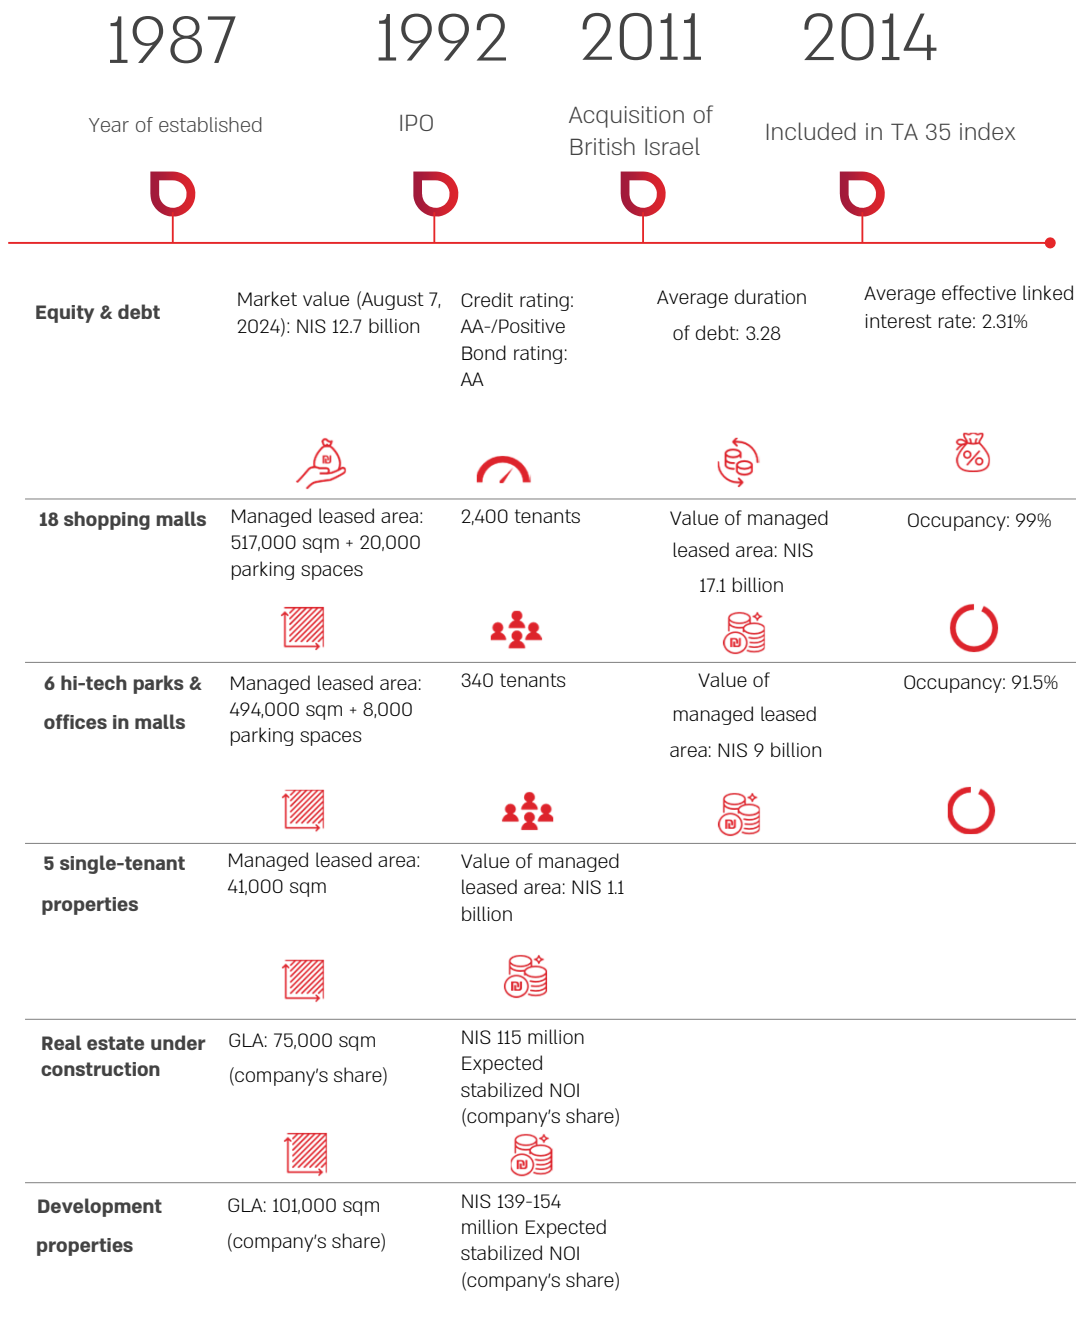 1987
1992
2011
2014
Year of established
IPO
Acquisition of
British Israel
Included in TA 35 index
Equity & debt
Market value (August 7,
2024): NIS 12.7 billion
Credit rating:
AA-/Positive
Bond rating:
AA
Average duration
of debt: 3.28
Average effective linked
interest rate: 2.31%
18 shopping malls
Managed leased area:
517,000 sqm + 20,000
parking spaces
2,400 tenants
Value of managed
leased area: NIS
17.1 billion
Occupancy: 99%
6 hi-tech parks &
offices in malls
Managed leased area:
494,000 sqm + 8,000
parking spaces
340 tenants
Value of
managed leased
area: NIS 9 billion
Occupancy: 91.5%
5 single-tenant
properties
Managed leased area:
41,000 sqm
Value of managed
leased area: NIS 1.1
billion
Real estate under
construction
GLA: 75,000 sqm
(company's share)
NIS 115 million
Expected
stabilized NOI
(company's share)
Development
properties
GLA: 101,000 sqm
(company's share)
NIS 139-154
million Expected
stabilized NOI
(company's share)